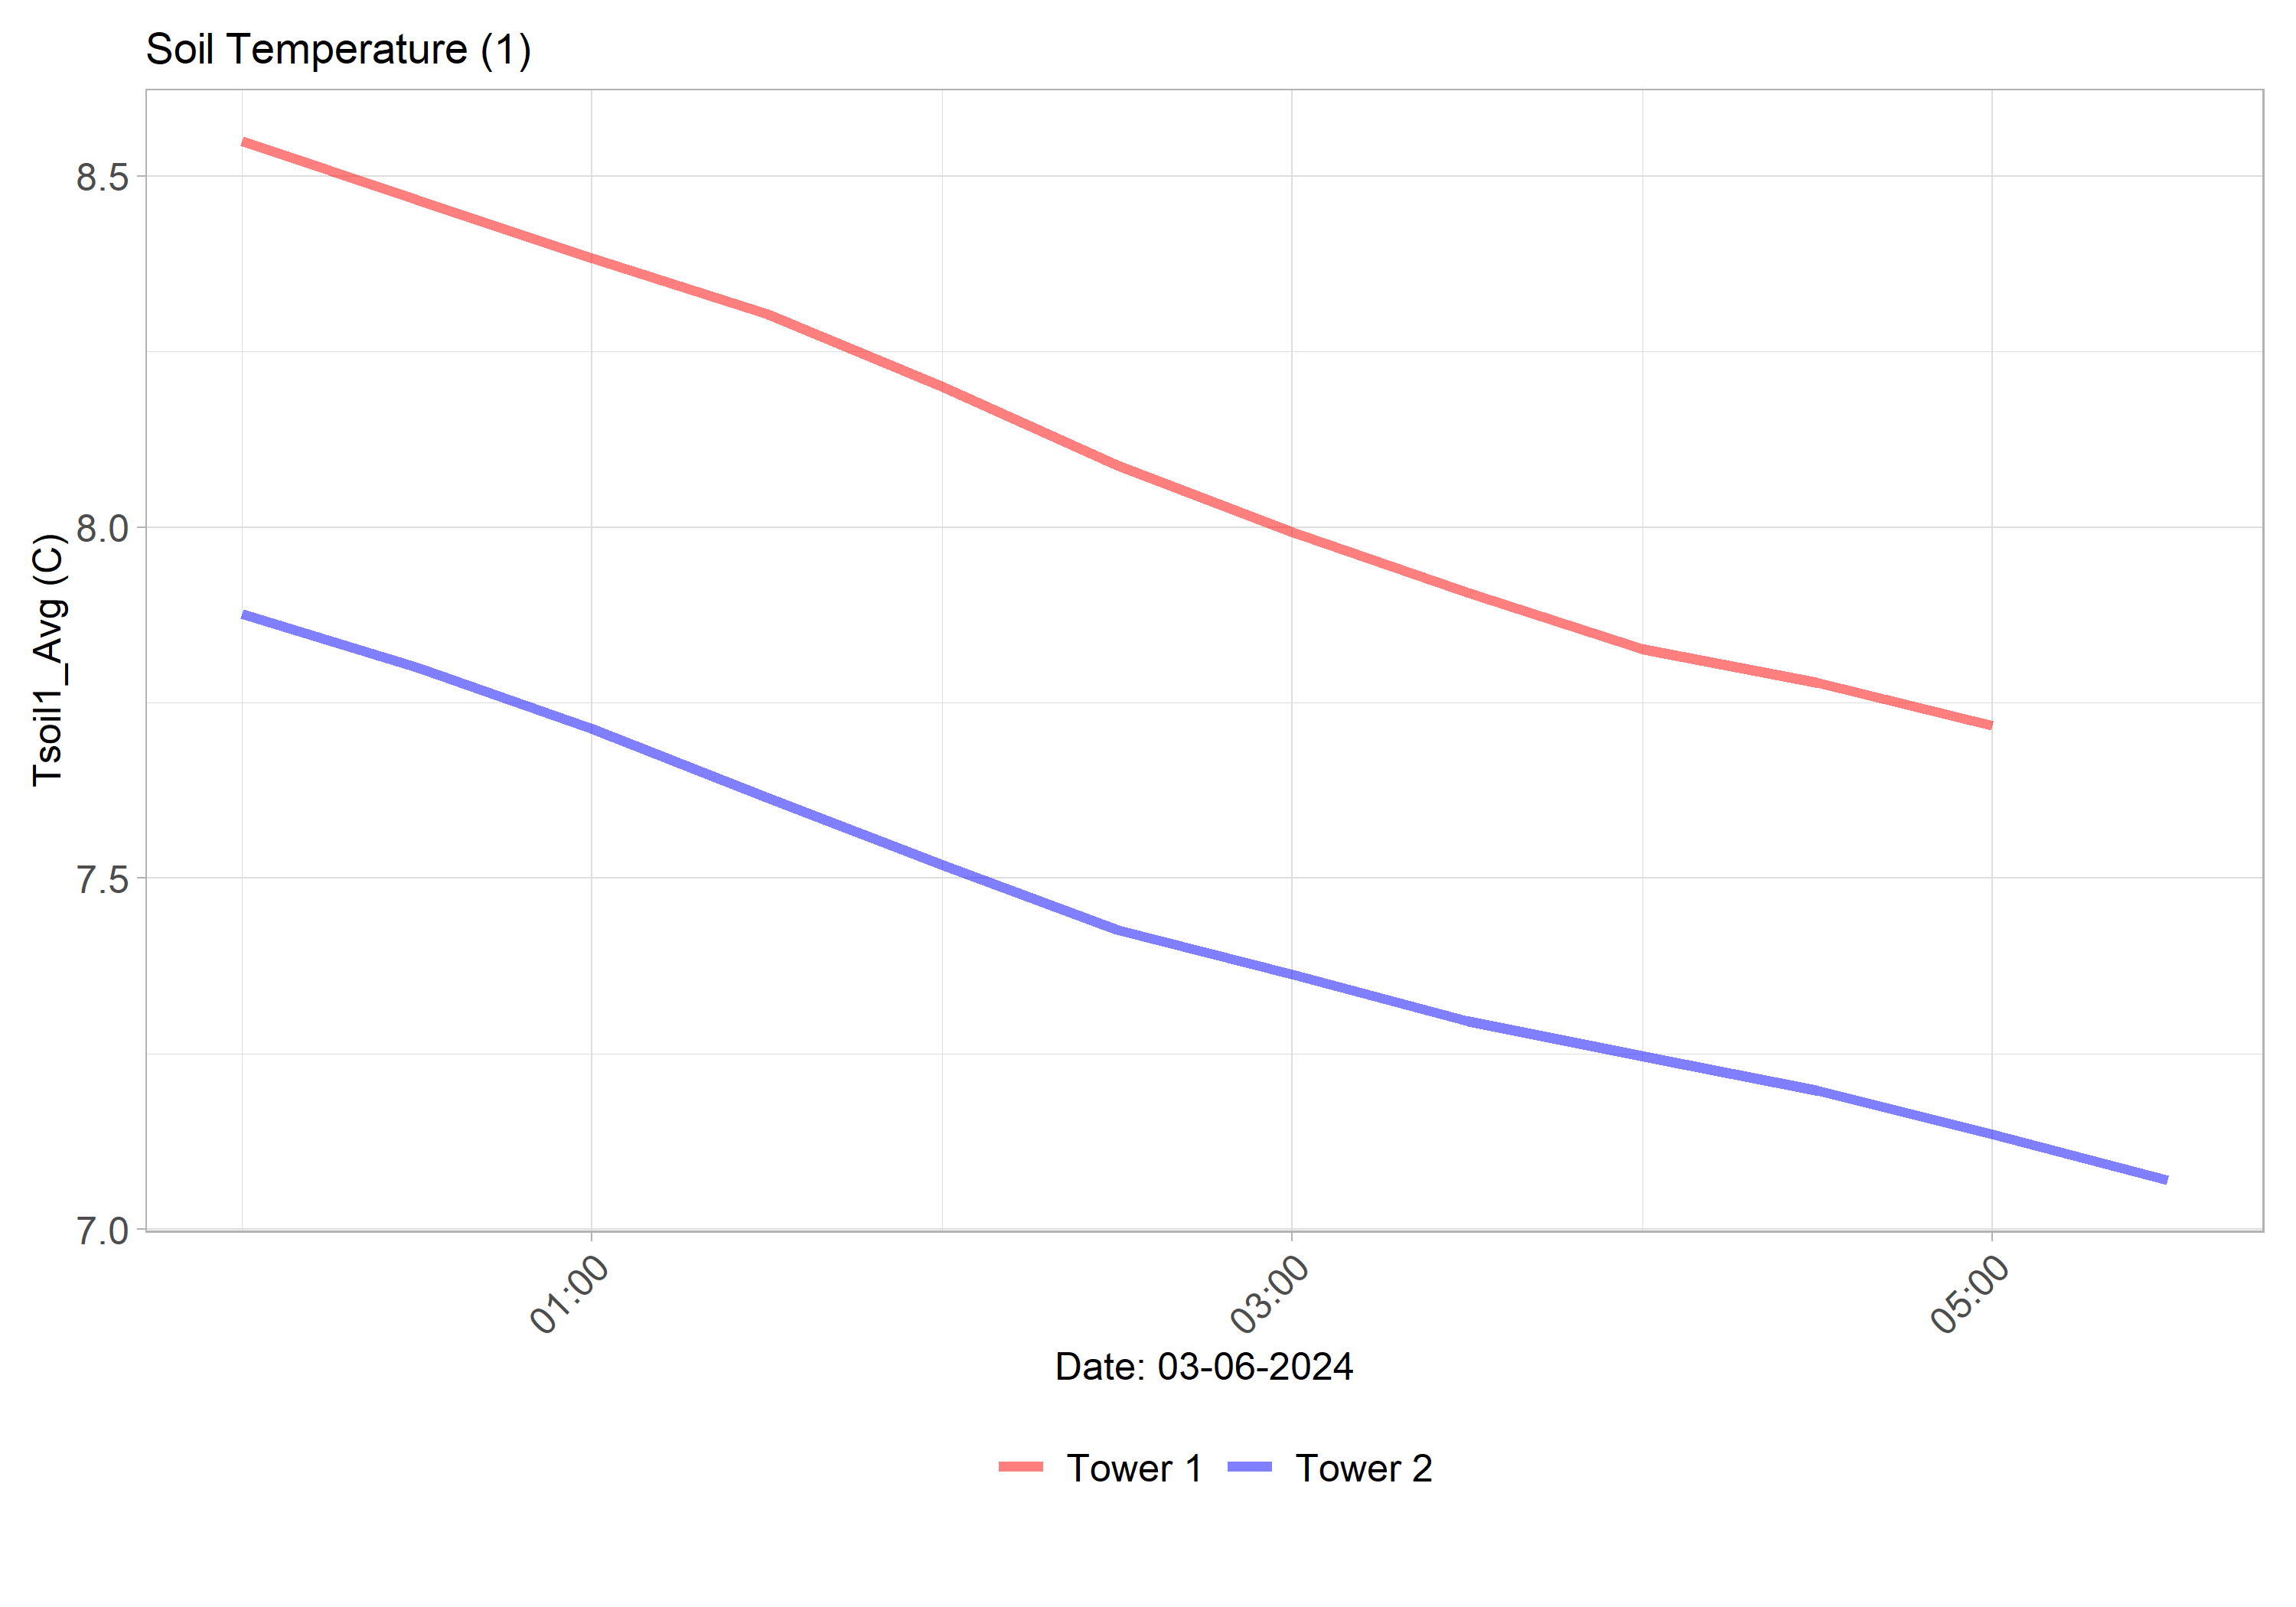 Soil Temperature (1)
Tsoil1_Avg (C)
8.5
8.0
7.5
7.0
01:00
03:00
05:00
Date: 03-06-2024
Tower 1
Tower 2